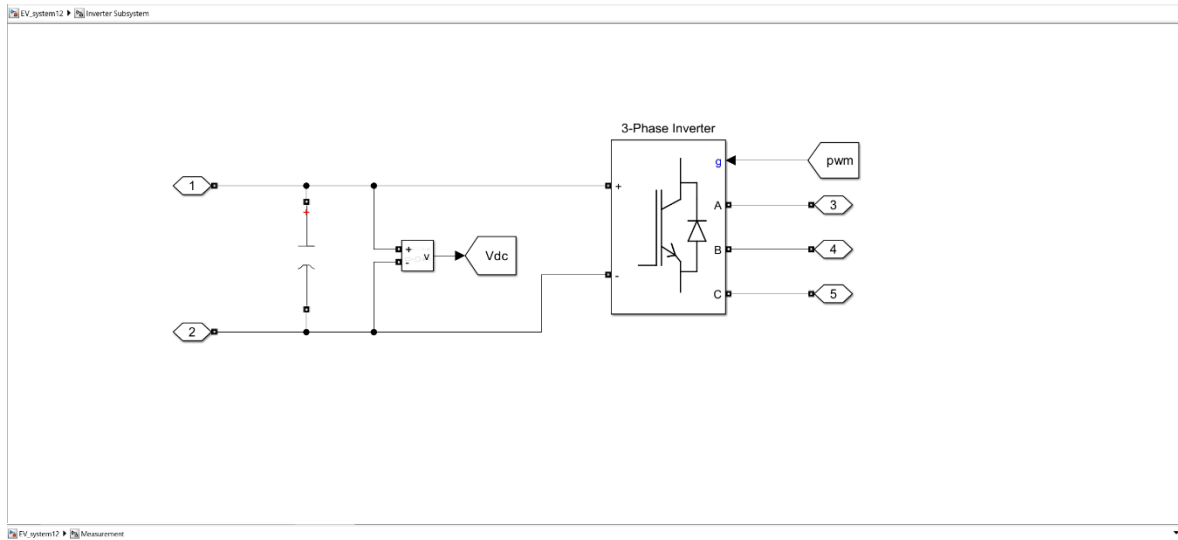 EV_system12 Inverter Subsystem
3-Phase Inverter
g
pwm
1
+
+
A
3
+
-
v
Vdc
B
4
-
C
5
2
EV_system12 Measurement